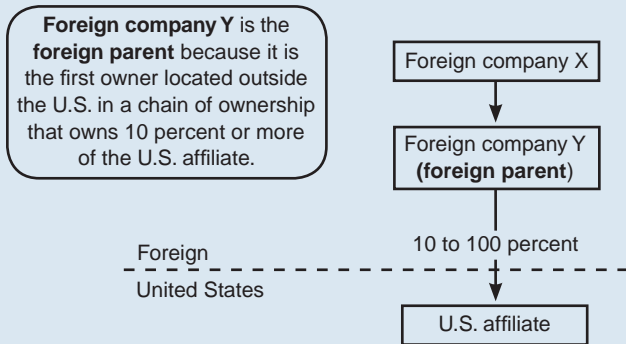 Foreign company Y is the
foreign parent because it is
the first owner located outside
the U.S. in a chain of ownership
that owns 10 percent or more
of the U.S. affiliate.
Foreign company X
Foreign company Y
(foreign parent)
10 to 100 percent
Foreign
United States
U.S. affiliate